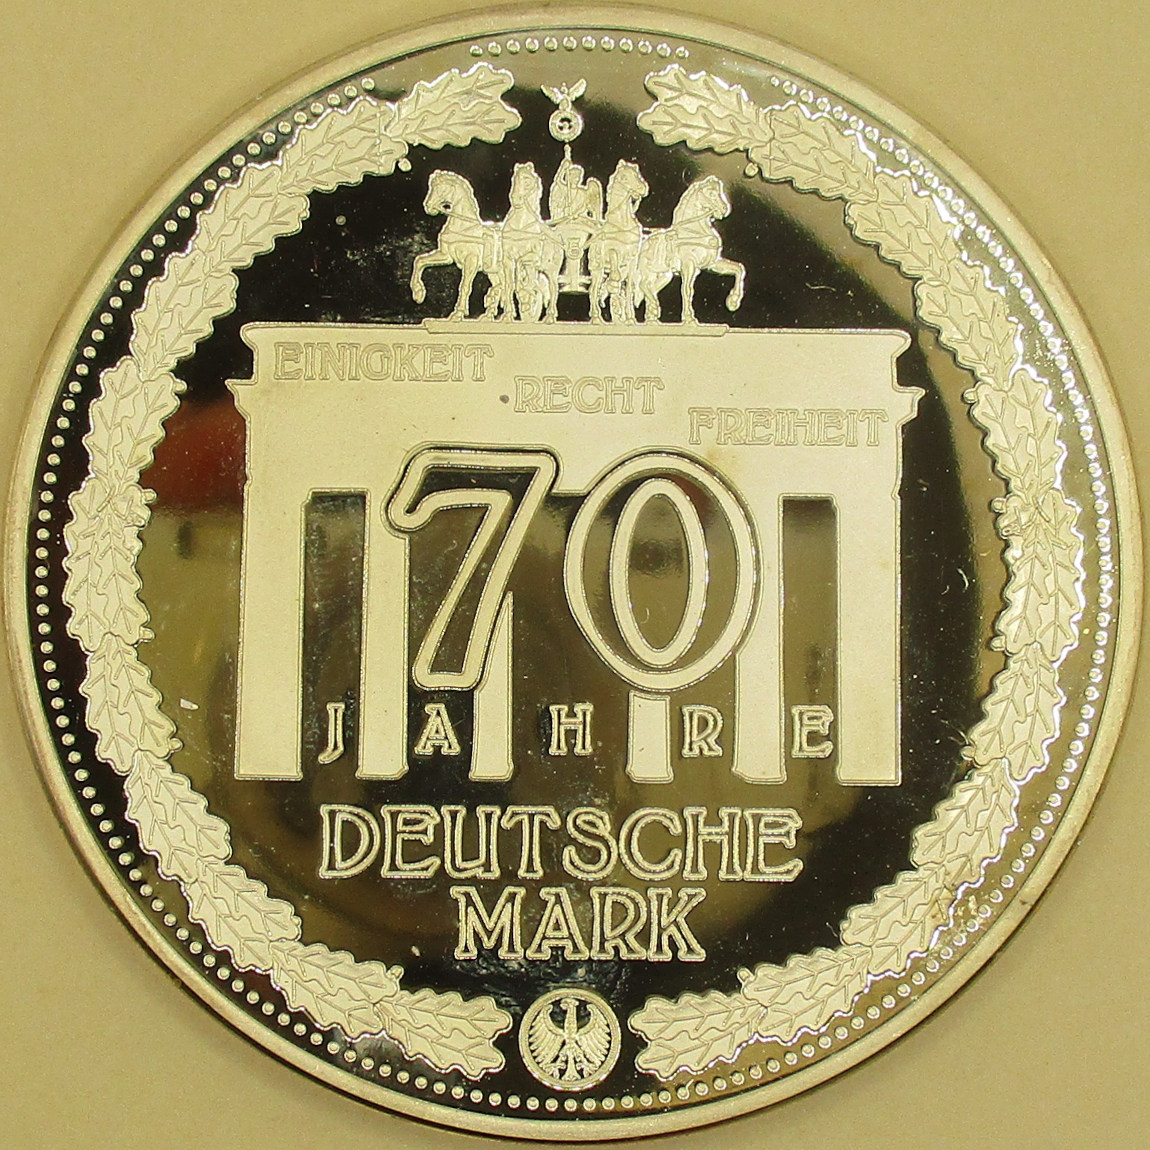 EINIGKEIT
RECHT
FREIHEIT
70
JAHRE
DEUTSCHE
MARK